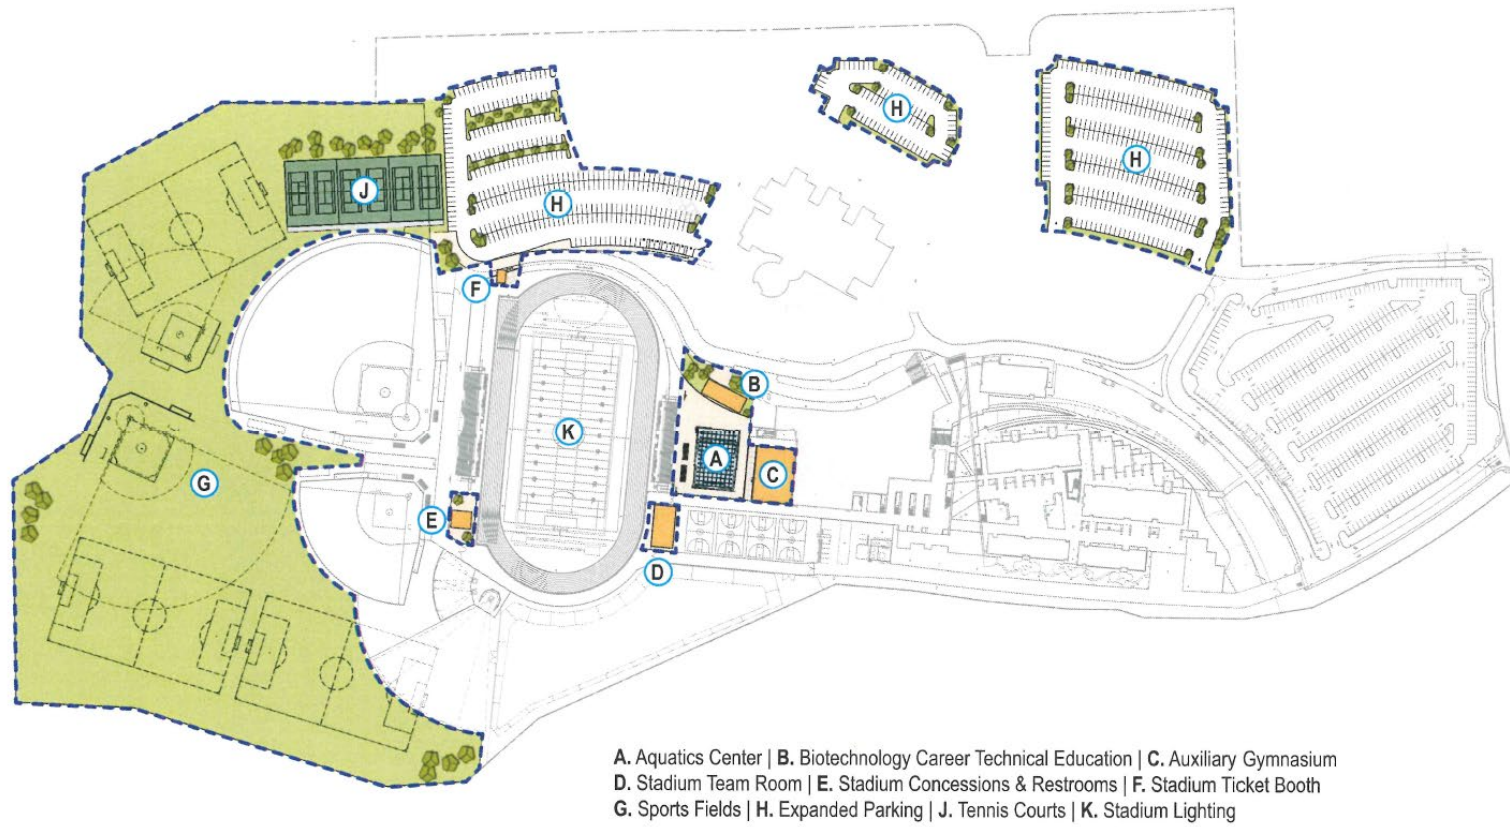 H
H
J
H
F
B
K
A
C
G
E
D
A. Aquatics Center | B. Biotechnology Career Technical Education | C. Auxiliary Gymnasium
D. Stadium Team Room | E. Stadium Concessions & Restrooms | F. Stadium Ticket Booth
G. Sports Fields | H. Expanded Parking | J. Tennis Courts | K. Stadium Lighting